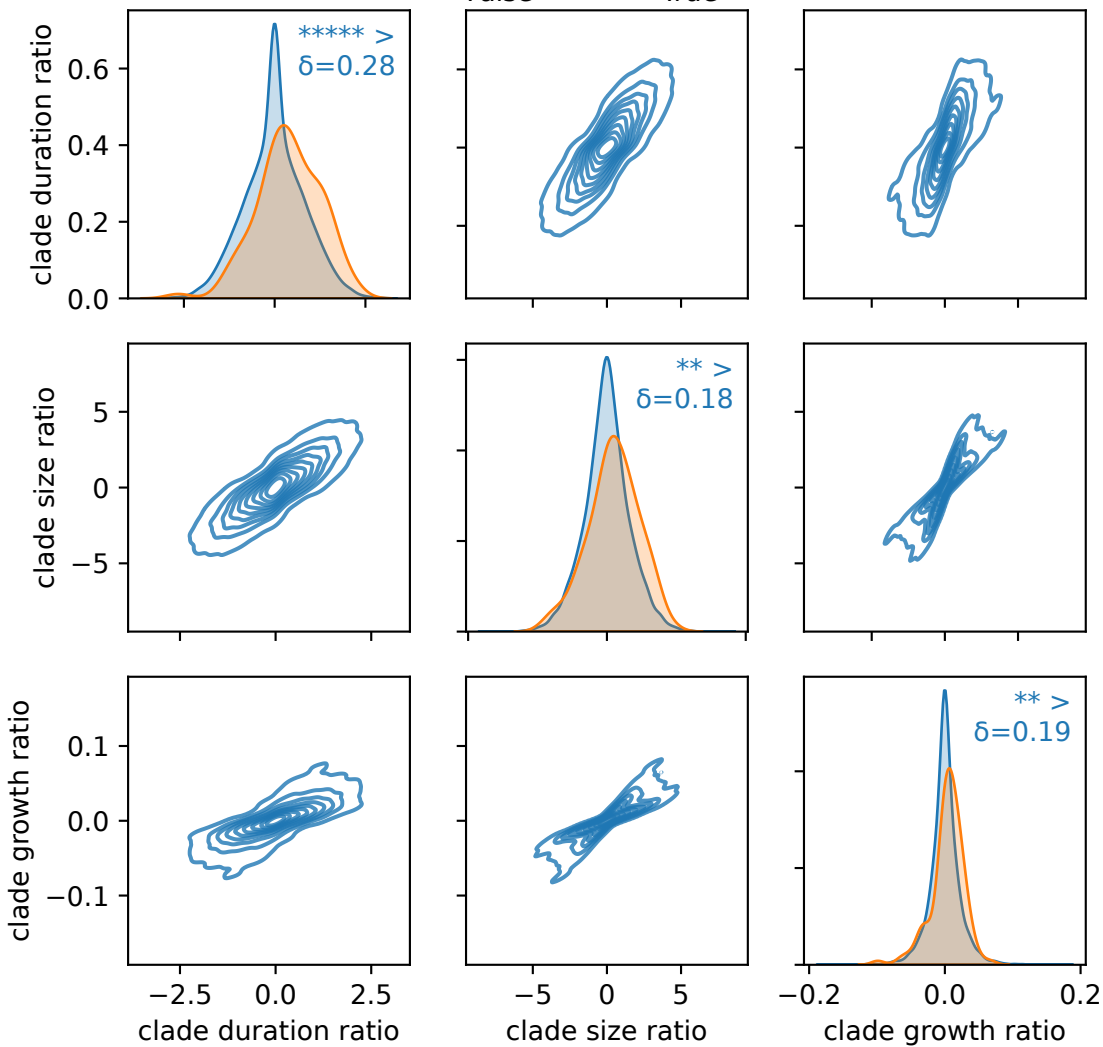 clade duration ratio
0.6
0.4
0.2
0.0
***** >
δ=0.28
clade size ratio
5
0
−5
** >
δ=0.18
clade growth ratio
0.1
0.0
−0.1
** >
δ=0.19
−2.5 0.0 2.5
−5 0 5
−0.2 0.0 0.2
clade duration ratio
clade size ratio
clade growth ratio